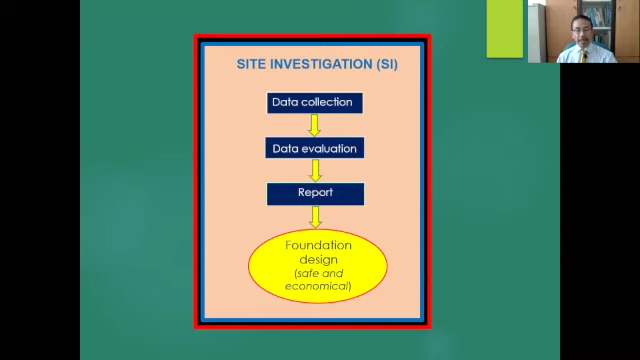 SITE INVESTIGATION (SI)
Data collection
Data evaluation
Report
Foundation
design
(safe and
economical)